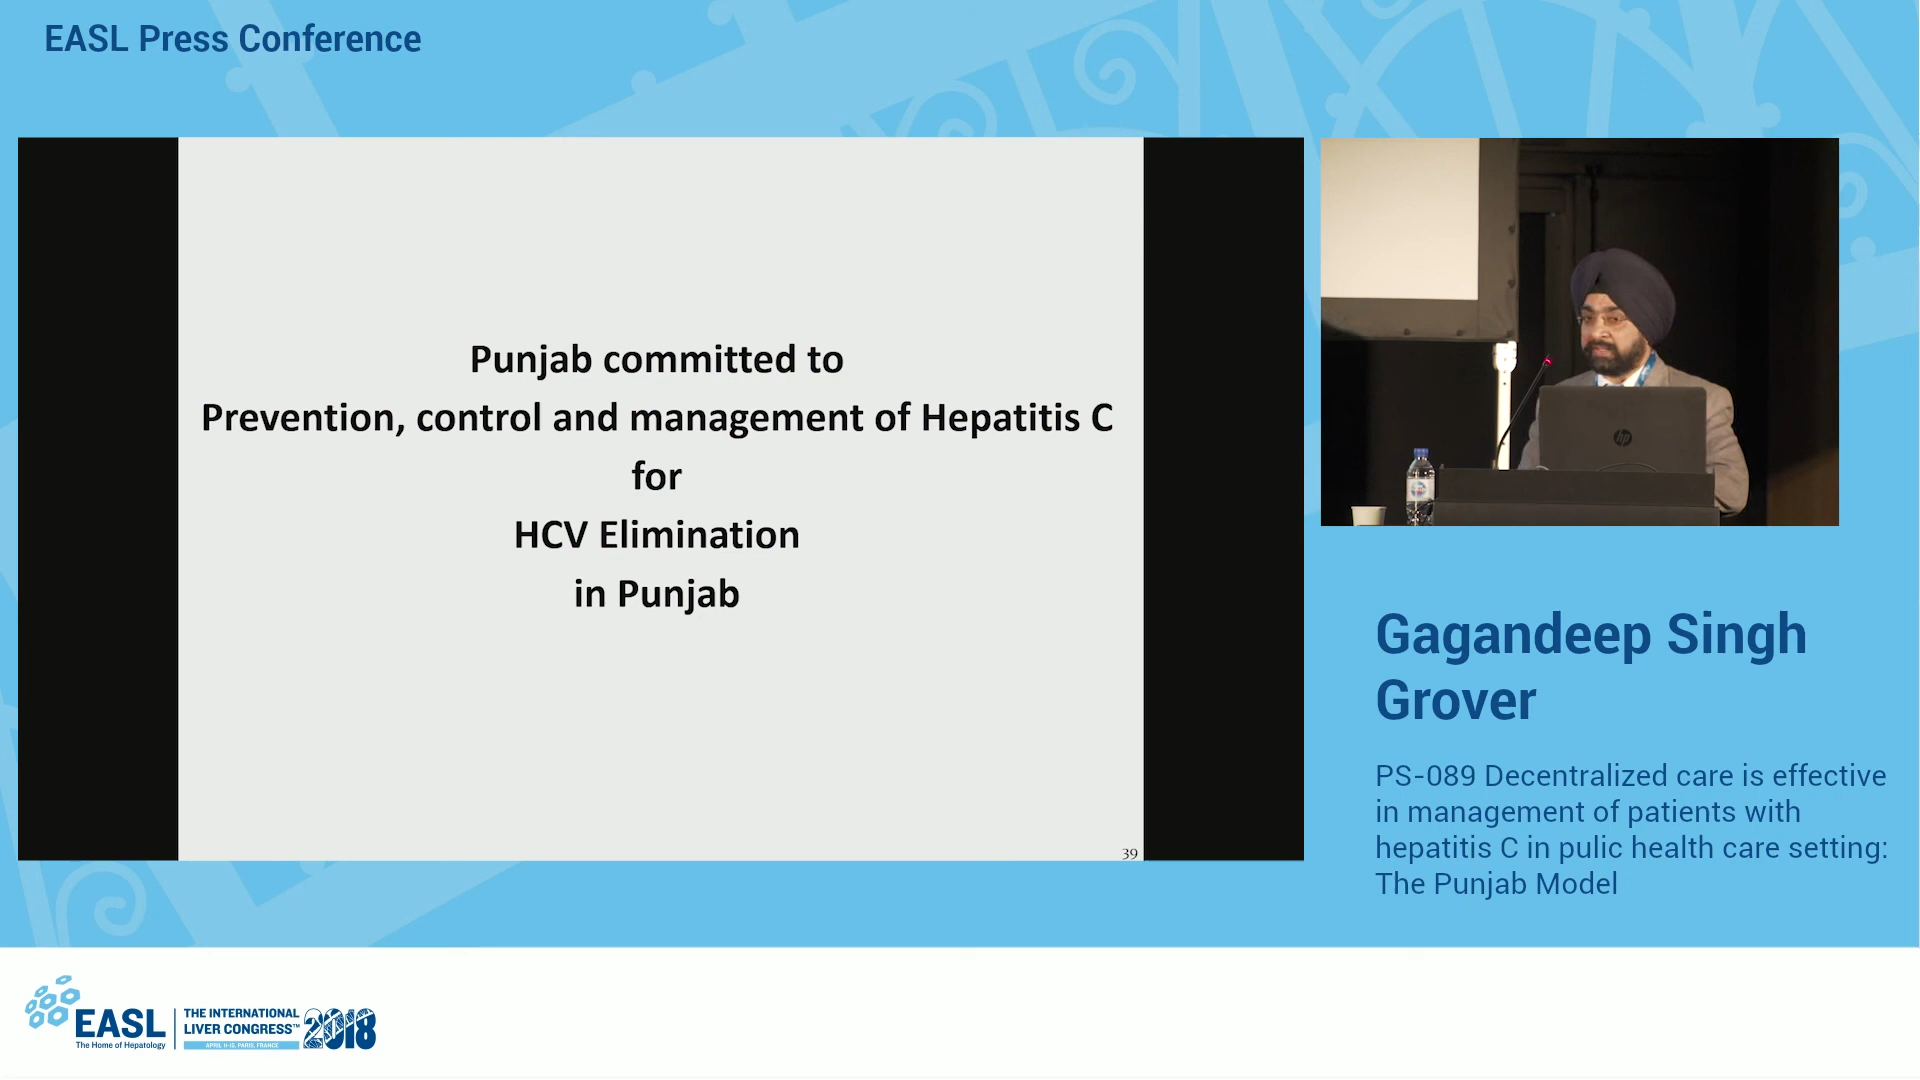 EASL Press Conference
Punjab committed to
Prevention, control and management of Hepatitis C
for
HCV Elimination
in Punjab
39
hp
Gagandeep Singh
Grover
PS-089 Decentralized care is effective
in management of patients with
hepatitis C in pulic health care setting:
The Punjab Model
EASL
The Home of Hepatology
THE INTERNATIONAL
LIVER CONGRESS™
APRIL 11-15, PARIS, FRANCE
2018